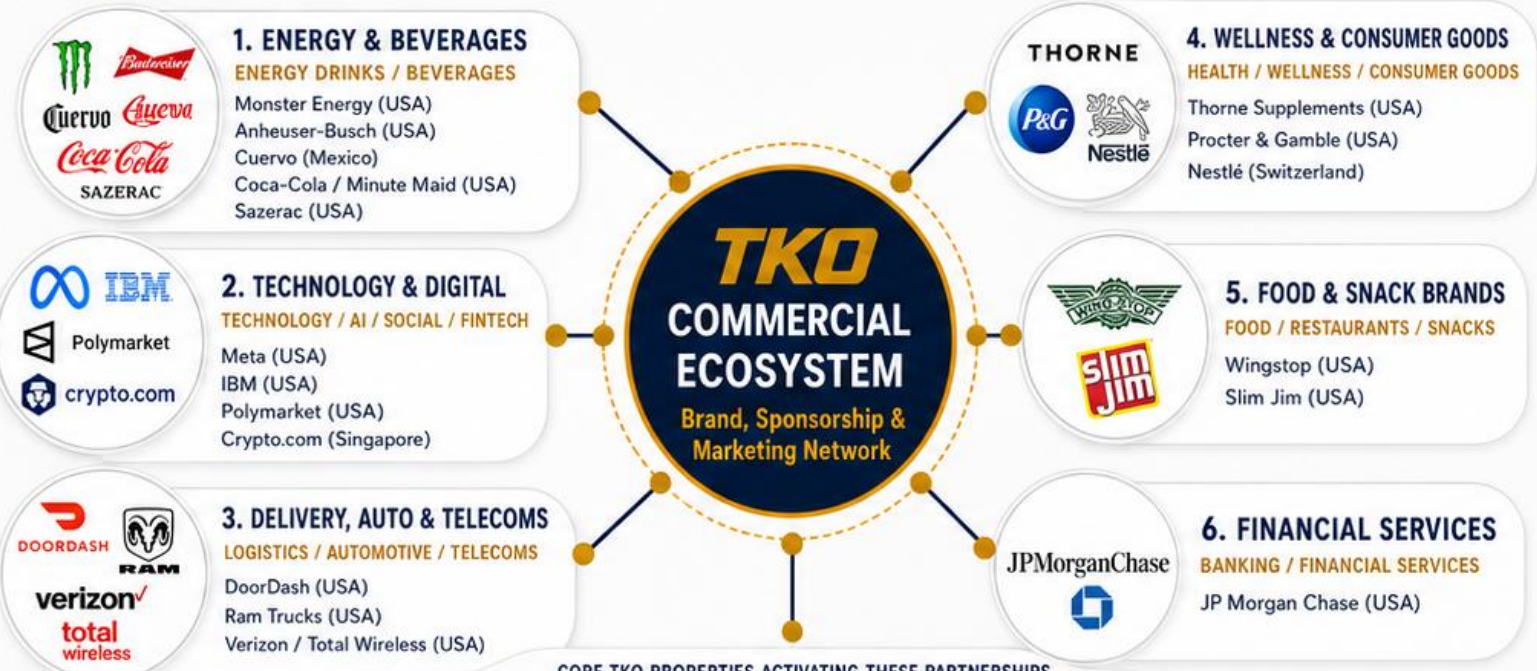 Budweiser
Cuervo
Coca-Cola
SAZERAC
1. ENERGY & BEVERAGES
ENERGY DRINKS / BEVERAGES
Monster Energy (USA)
Anheuser-Busch (USA)
Cuervo (Mexico)
Coca-Cola / Minute Maid (USA)
Sazerac (USA)
IBM
Polymarket
crypto.com
2. TECHNOLOGY & DIGITAL
TECHNOLOGY / AI / SOCIAL / FINTECH
Meta (USA)
IBM (USA)
Polymarket (USA)
Crypto.com (Singapore)
DOORDASH
RAM
verizon
total
wireless
3. DELIVERY, AUTO & TELECOMS
LOGISTICS / AUTOMOTIVE / TELECOMS
DoorDash (USA)
Ram Trucks (USA)
Verizon / Total Wireless (USA)
TKO
COMMERCIAL
ECOSYSTEM
Brand, Sponsorship &
Marketing Network
THORNE
P&G
Nestlē
4. WELLNESS & CONSUMER GOODS
HEALTH / WELLNESS / CONSUMER GOODS
Thorne Supplements (USA)
Procter & Gamble (USA)
Nestlé (Switzerland)
slim
jim
5. FOOD & SNACK BRANDS
FOOD / RESTAURANTS / SNACKS
Wingstop (USA)
Slim Jim (USA)
JPMorganChase
6. FINANCIAL SERVICES
BANKING / FINANCIAL SERVICES
JP Morgan Chase (USA)
CORE TKO PROPERTIES ACTIVATING THESE PARTNERSHIPS